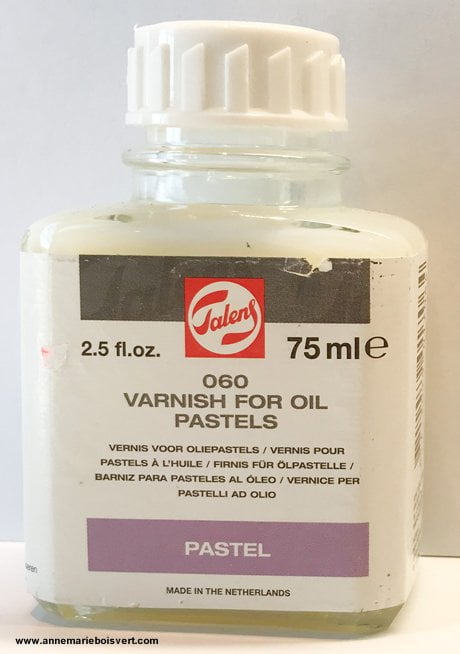 Talens
2.5 fl.oz. 75 ml e
060
VARNISH FOR OIL
PASTELS
VERNIS VOOR OLIEPASTELS / VERNIS POUR
PASTELS À L'HUILE / FIRNIS FÜR ÖLPASTELLE /
BARNIZ PARA PASTELES AL ÓLEO / VERNICE PER
PASTELLI AD OLIO
PASTEL
MADE IN THE NETHERLANDS
www.annemarieboisvert.com